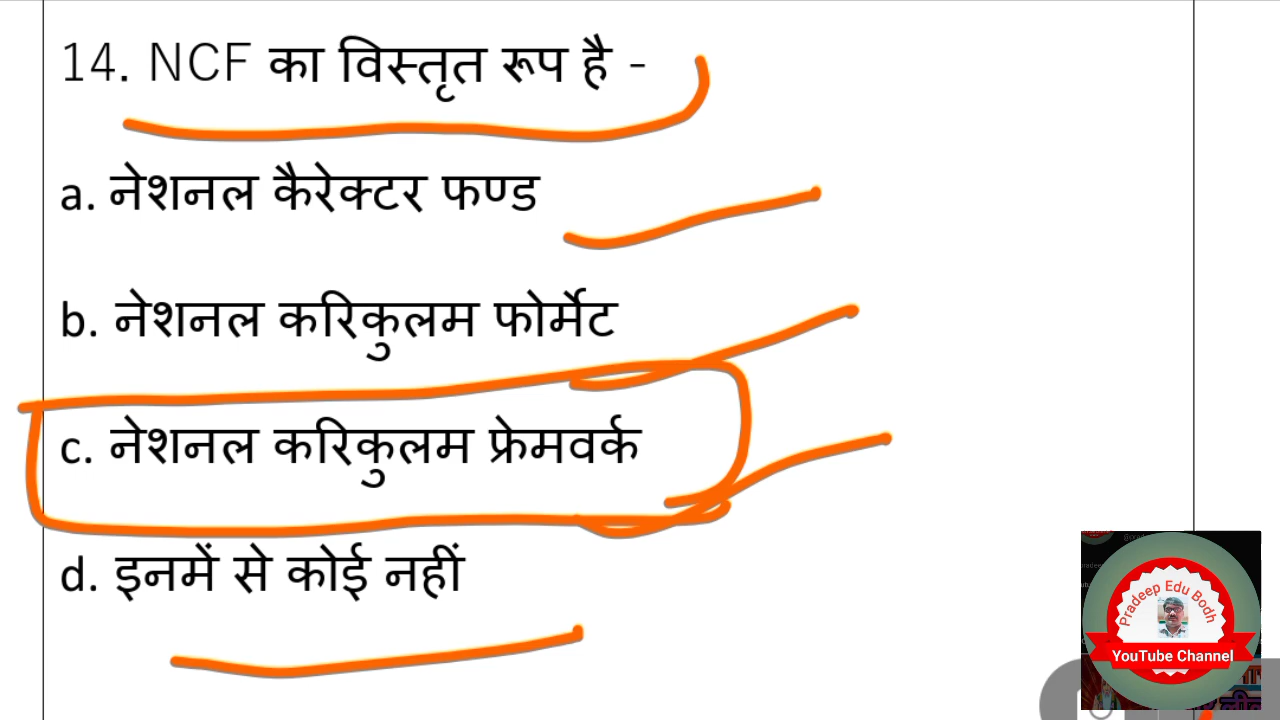 14. NCF का विस्तृत रूप है -
a. नेशनल कैरेक्टर फण्ड
b. नेशनल करिकुलम फोर्मेट
c. नेशनल करिकुलम फ्रेमवर्क
d. इनमें से कोई नहीं
Pradeep Edu Bodh
YouTube Channel